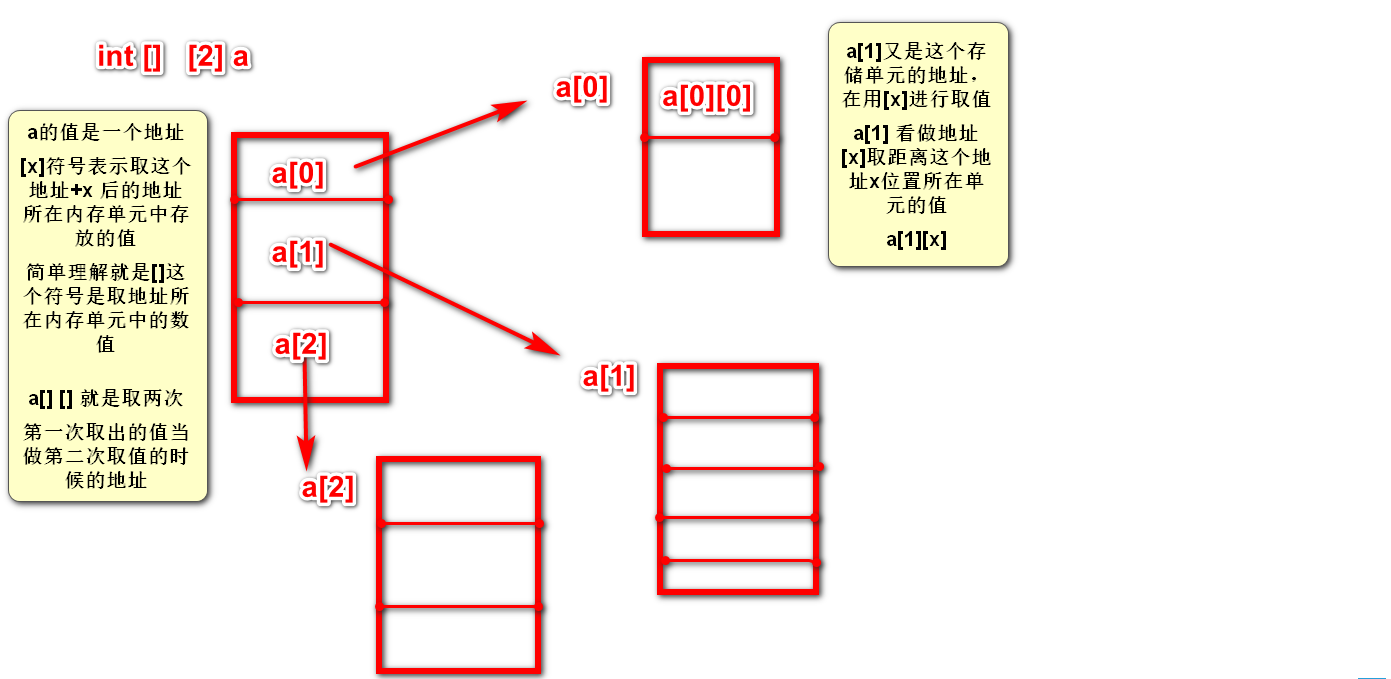 int [] [2] a
a的值是一个地址
[x]符号表示取这个
地址+x 后的地址
所在内存单元中存
放的值
简单理解就是[]这
个符号是取地址所
在内存单元中的数
值
a[] [] 就是取两次
第一次取出的值当
做第二次取值的时
候的地址
a[0]
a[1]
a[2]
a[0]
a[0][0]
a[1]又是这个存
储单元的地址.
在用[x]进行取值
a[1] 看做地址
[x]取距离这个地
址x位置所在单
元的值
a[1][x]
a[1]
a[2]